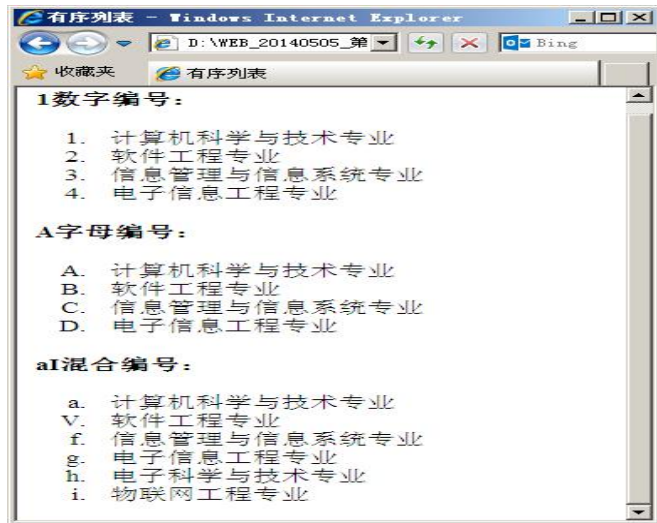 有序列表 - Windows Internet Explorer
D:\WEB_20140505_第
Bing
收藏夹
有序列表
1数字编号:
1. 计算机科学与技术专业
2. 软件工程专业
3. 信息管理与信息系统专业
4. 电子信息工程专业
A字母编号:
A. 计算机科学与技术专业
B. 软件工程专业
C. 信息管理与信息系统专业
D. 电子信息工程专业
aI混合编号:
a. 计算机科学与技术专业
V. 软件工程专业
f. 信息管理与信息系统专业
g. 电子信息工程专业
h. 电子科学与技术专业
i. 物联网工程专业